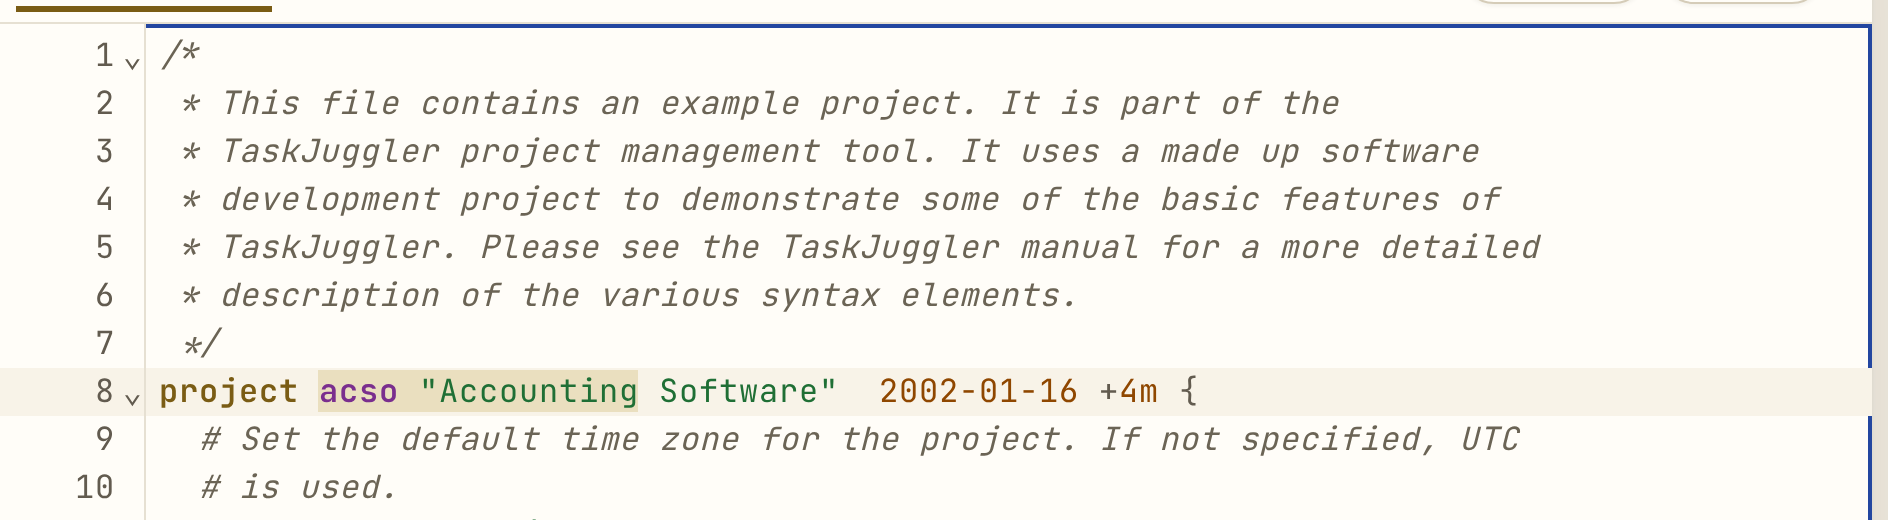 1 /*
2  * This file contains an example project. It is part of the
3  * TaskJuggler project management tool. It uses a made up software
4  * development project to demonstrate some of the basic features of
5  * TaskJuggler. Please see the TaskJuggler manual for a more detailed
6  * description of the various syntax elements.
7  */
8 project acso "Accounting Software"  2002-01-16 +4m {
9   # Set the default time zone for the project. If not specified, UTC
10   # is used.